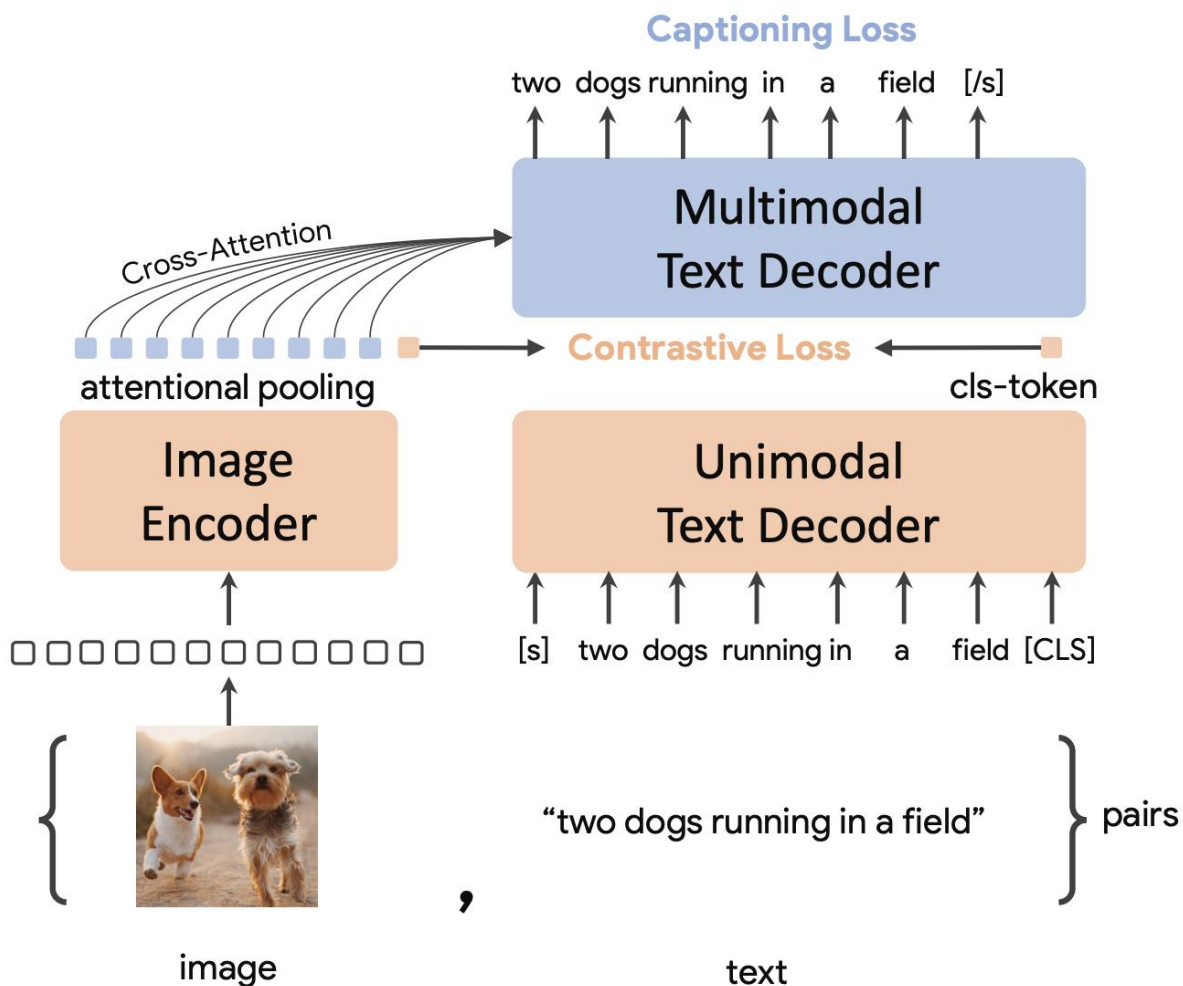 Captioning Loss
two dogs running in a field [/s]
Multimodal
Text Decoder
Cross-Attention
Contrastive Loss
attentional pooling
cls-token
Image
Encoder
Unimodal
Text Decoder
[s] two dogs running in a field [CLS]
“two dogs running in a field”
pairs
,
image
text